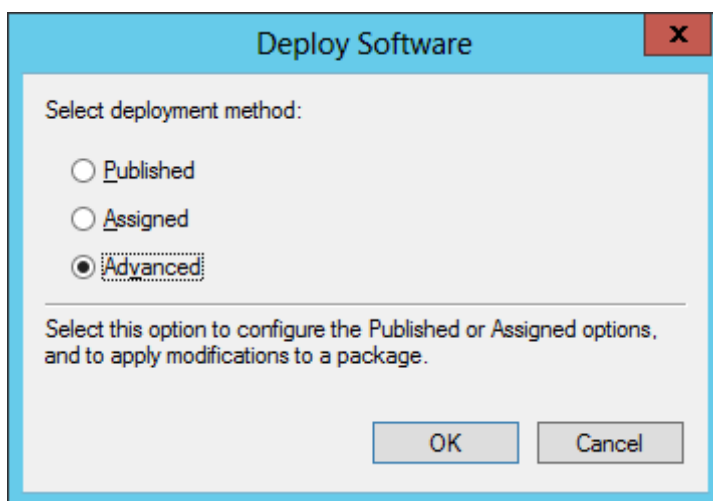 Deploy Software
x
Select deployment method:
Published
Assigned
Advanced
Select this option to configure the Published or Assigned options,
and to apply modifications to a package.
OK
Cancel